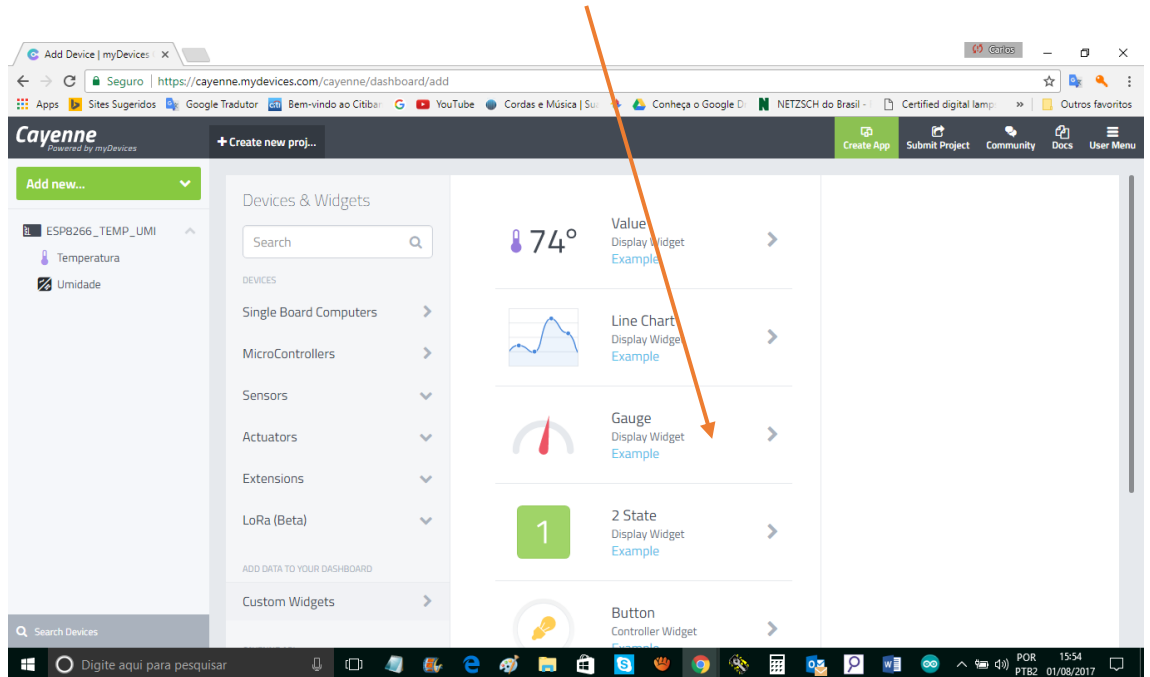 Add Device | myDevices
Carlos
Seguro | https://cayenne.mydevices.com/cayenne/dashboard/add
Apps Sites Sugeridos Google Tradutor citi Bem-vindo ao Citibar YouTube Cordas e Música | Conheça o Google NETZSCH do Brasil - Certified digital lamp » Outros favoritos
Cayenne
Powered by myDevices
+ Create new proj...
Create App Submit Project Community Docs User Menu
Add new...
ESP8266_TEMP_UMI
Temperatura
Umidade
Search Devices
Devices & Widgets
Search
DEVICES
Single Board Computers
MicroControllers
Sensors
Actuators
Extensions
LoRa (Beta)
ADD DATA TO YOUR DASHBOARD
Custom Widgets
74°
Value
Display Widget
Example
Line Chart
Display Widget
Example
Gauge
Display Widget
Example
1
2 State
Display Widget
Example
Button
Controller Widget
Digite aqui para pesquisar
POR 15:54
PTB2 01/08/2017